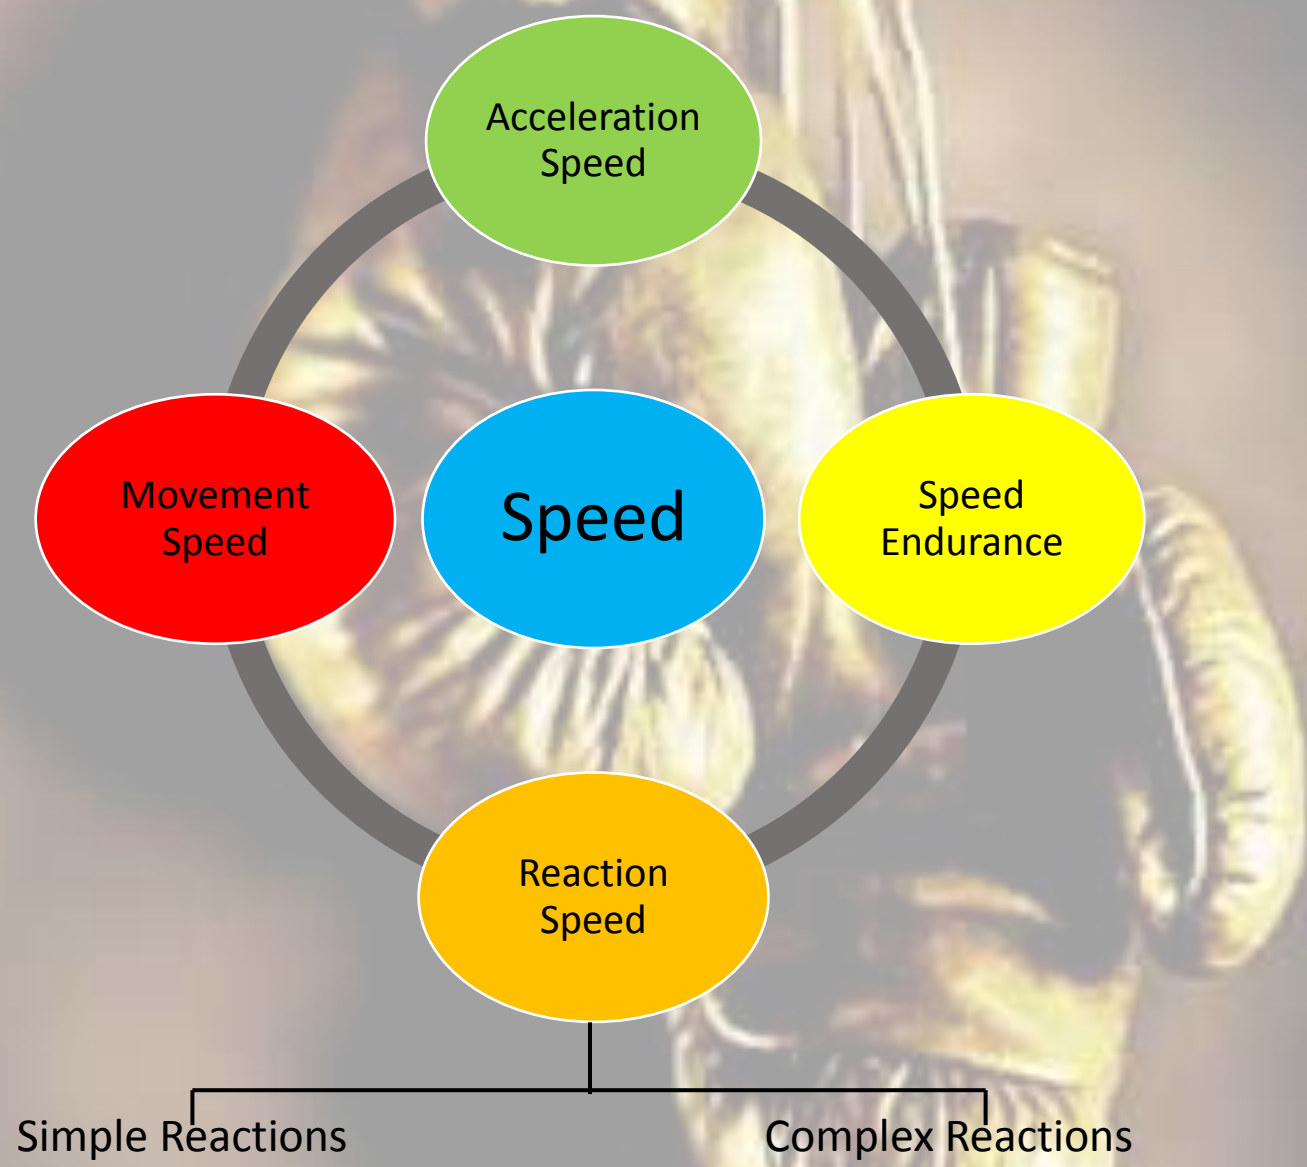 Acceleration
Speed
Movement
Speed
Speed
Speed
Endurance
Reaction
Speed
Simple Reactions
Complex Reactions